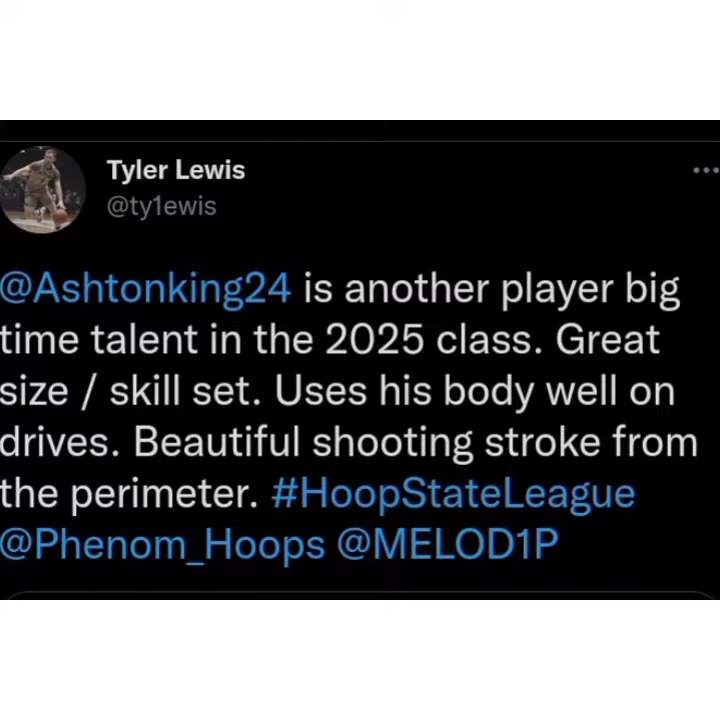 Tyler Lewis
@ty1ewis
@Ashtonking24 is another player big
time talent in the 2025 class. Great
size / skill set. Uses his body well on
drives. Beautiful shooting stroke from
the perimeter. #HoopStateLeague
@Phenom_Hoops @MELOD1P